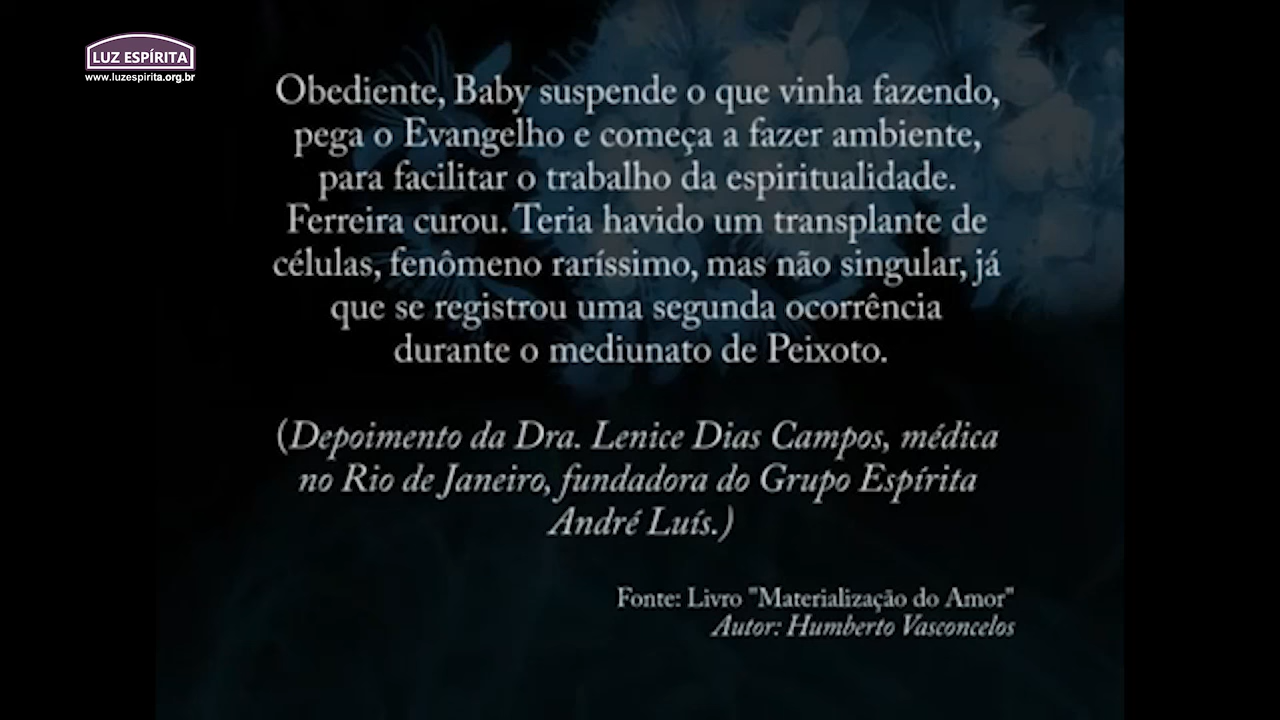 LUZ ESPÍRITA
www.luzespirita.org.br
Obediente, Baby suspende o que vinha fazendo,
pega o Evangelho e começa a fazer ambiente,
para facilitar o trabalho da espiritualidade.
Ferreira curou. Teria havido um transplante de
células, fenômeno raríssimo, mas não singular, já
que se registrou uma segunda ocorrência
durante o mediunato de Peixoto.
(Depoimento da Dra. Lenice Dias Campos, médica
no Rio de Janeiro, fundadora do Grupo Espírita
André Luís.)
Fonte: Livro "Materialização do Amor"
Autor: Humberto Vasconcelos